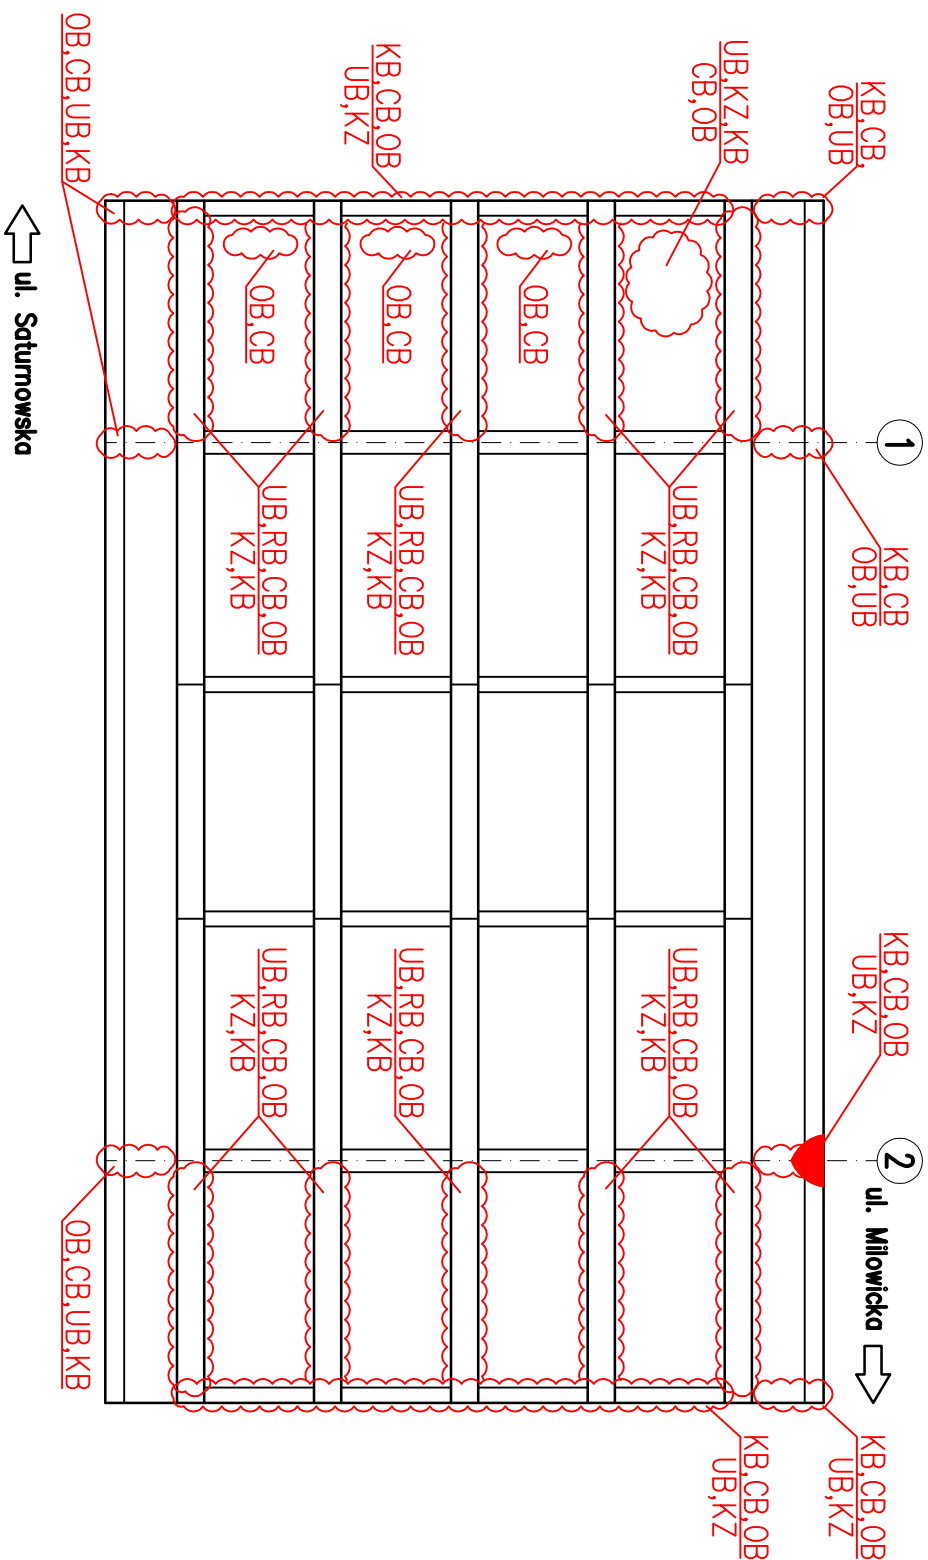 KB,CB,
OB,UB
1
KB,CB
OB,UB
KB,CB,OB
UB,KZ
2
ul. Milowicka
KB,CB,OB
UB,KZ
UB,KZ,KB
CB,OB
UB,RB,CB,OB
KZ,KB
UB,RB,CB,OB
KZ,KB
KB,CB,OB
UB,KZ
OB,CB
KB,CB,OB
UB,KZ
OB,CB
UB,RB,CB,OB
KZ,KB
UB,RB,CB,OB
KZ,KB
OB,CB
UB,RB,CB,OB
KZ,KB
UB,RB,CB,OB
KZ,KB
OB,CB,UB,KB
OB,CB,UB,KB
ul. Saturnowska